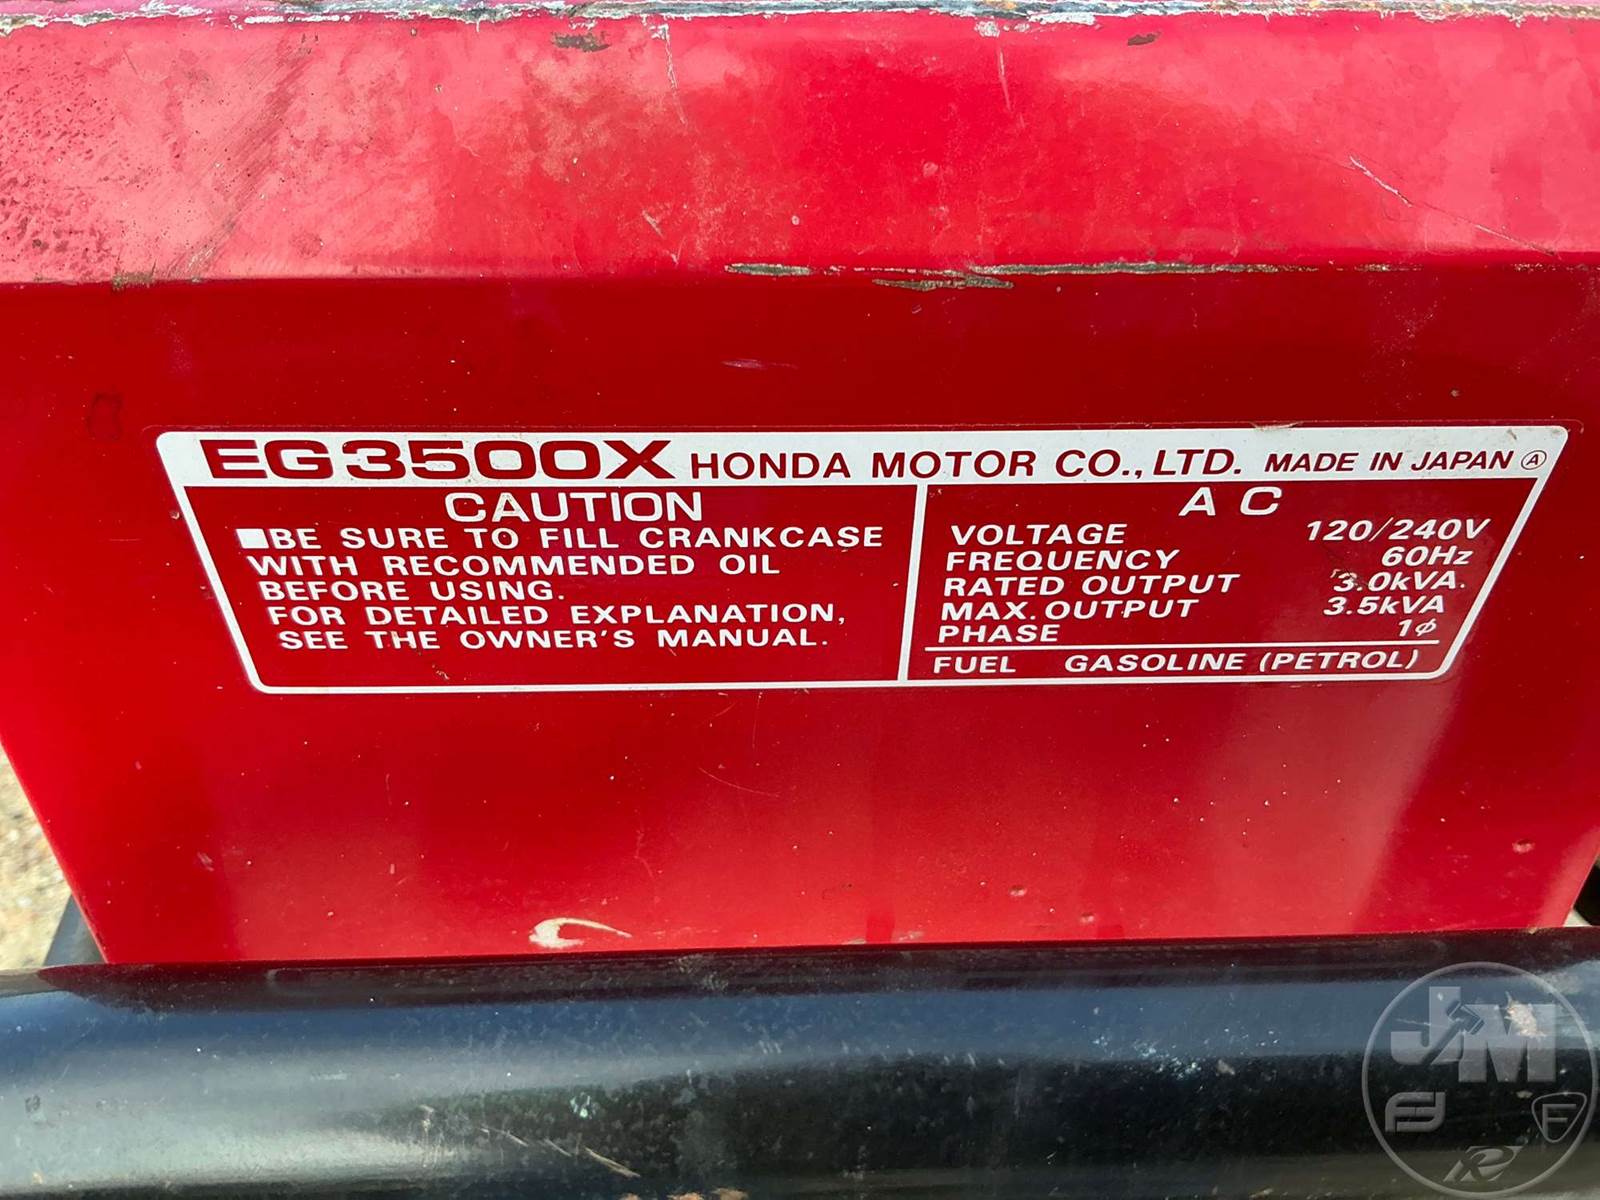 EG3500X HONDA MOTOR CO., LTD. MADE IN JAPAN Ⓐ
CAUTION
■BE SURE TO FILL CRANKCASE
WITH RECOMMENDED OIL
BEFORE USING.
FOR DETAILED EXPLANATION,
SEE THE OWNER'S MANUAL.
AC
VOLTAGE 120/240V
FREQUENCY 60Hz
RATED OUTPUT 3.0kVA.
MAX. OUTPUT 3.5kVA
PHASE 1φ
FUEL GASOLINE (PETROL)
J&M